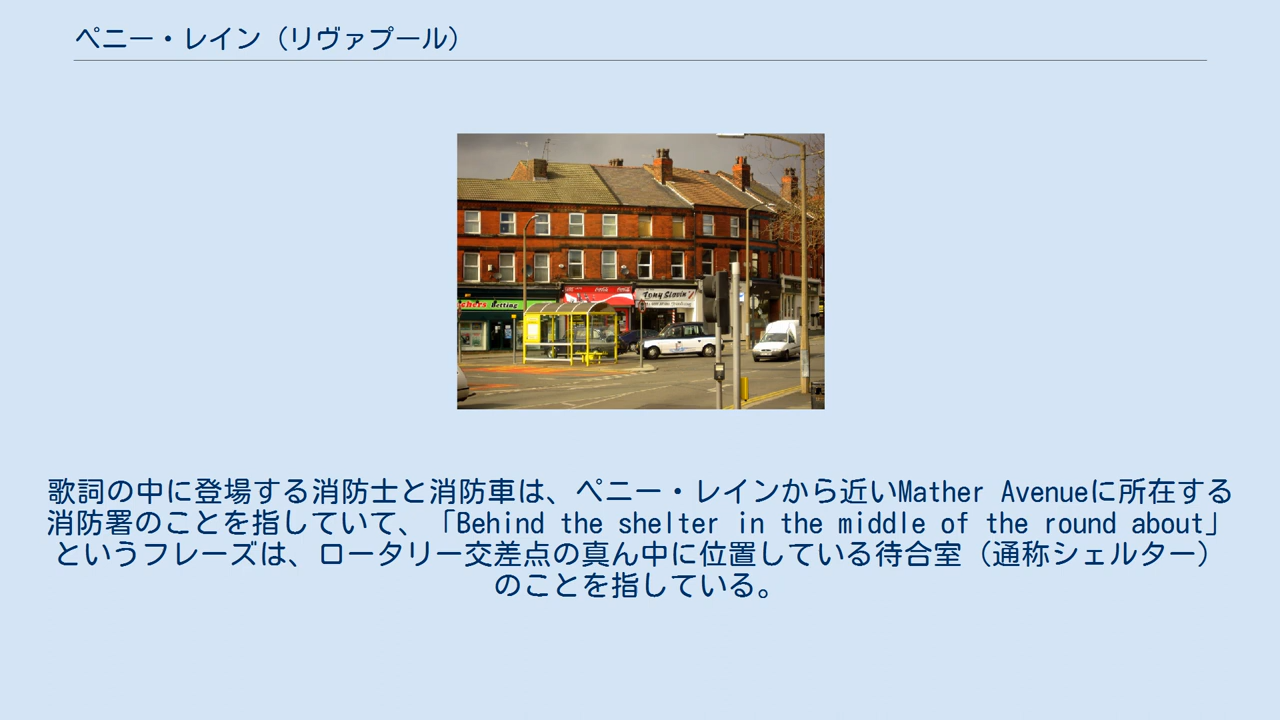 ペニー・レイン（リヴァプール）
Betting
Tony Slavin
歌詞の中に登場する消防士と消防車は、ペニー・レインから近いMather Avenueに所在する
消防署のことを指していて、「Behind the shelter in the middle of the round about」
というフレーズは、ロータリー交差点の真ん中に位置している待合室（通称シェルター）
のことを指している。